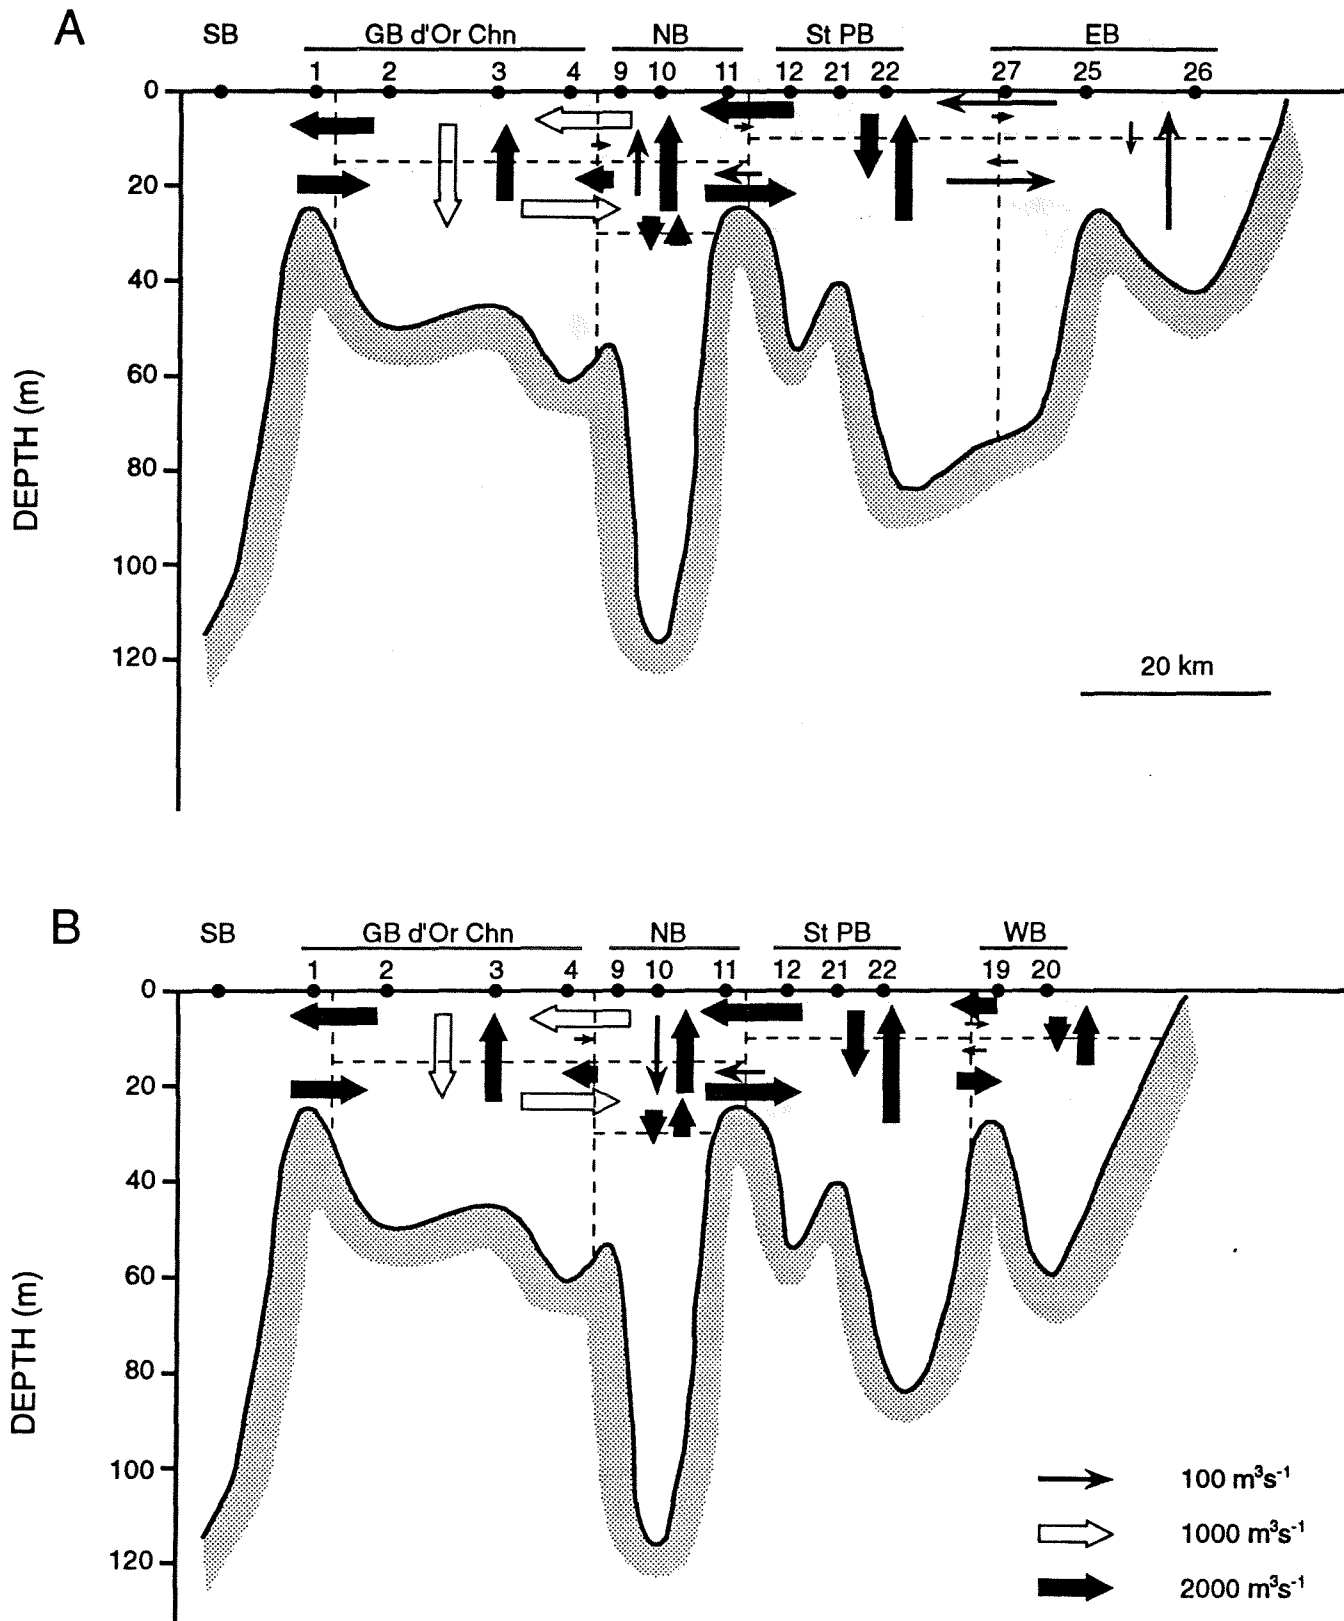 A
SB GB d'Or Chn NB St PB EB
1 2 3 4 9 10 11 12 21 22 27 25 26
0
20
40
60
80
100
120
DEPTH (m)
20 km
B
SB GB d'Or Chn NB St PB WB
1 2 3 4 9 10 11 12 21 22 19 20
0
20
40
60
80
100
120
DEPTH (m)
100 m³s⁻¹
1000 m³s⁻¹
2000 m³s⁻¹